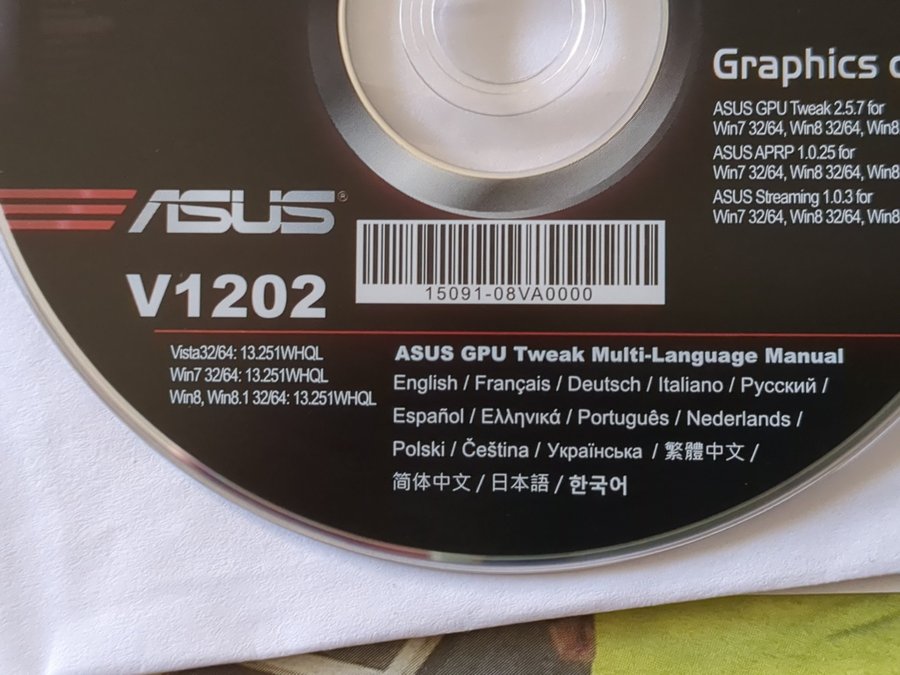 Graphics
ASUS GPU Tweak 2.5.7 for
Win7 32/64, Win8 32/64, Win8
ASUS APRP 1.0.25 for
Win7 32/64, Win8 32/64, Win8
ASUS Streaming 1.0.3 for
Win7 32/64, Win8 32/64, Win8
ASUS®
V1202
15091-08VA0000
Vista32/64: 13.251WHQL
Win7 32/64: 13.251WHQL
Win8, Win8.1 32/64: 13.251WHQL
ASUS GPU Tweak Multi-Language Manual
English / Français / Deutsch / Italiano / Русский /
Español / Ελληνικά / Português / Nederlands /
Polski / Čeština / Українська / 繁體中文 /
简体中文 / 日本語 / 한국어